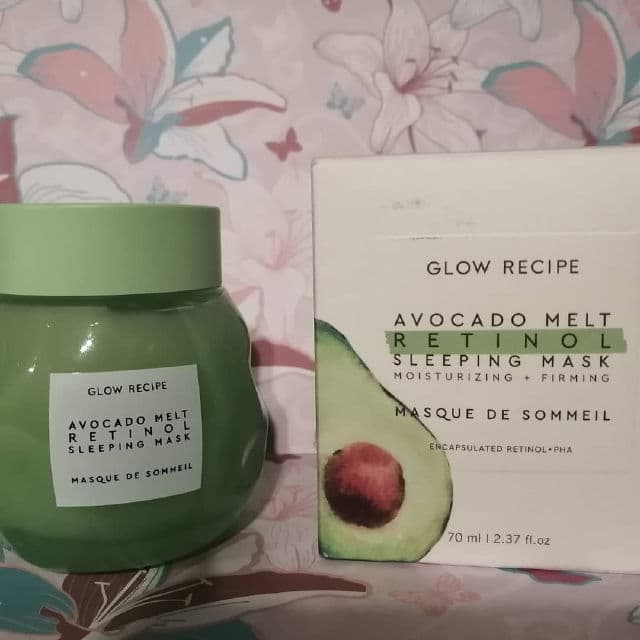 GLOW RECIPE
AVOCADO MELT
RETINOL
SLEEPING MASK
MASQUE DE SOMMEIL
GLOW RECIPE
AVOCADO MELT
RETINOL
SLEEPING MASK
MOISTURIZING + FIRMING
MASQUE DE SOMMEIL
ENCAPSULATED RETINOL•PHA
70 ml | 2.37 fl.oz